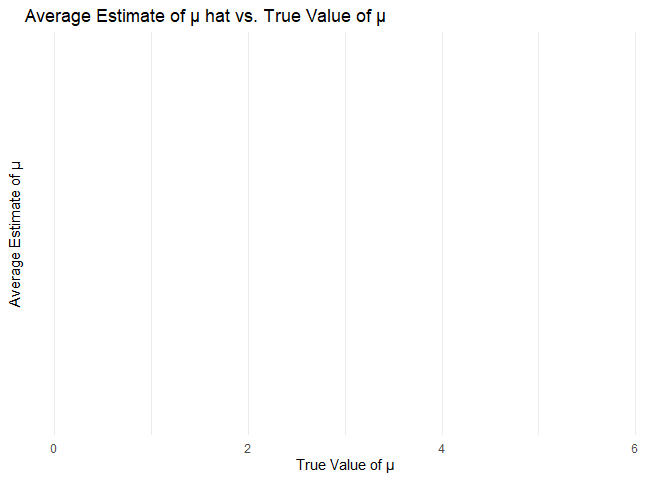 Average Estimate of µ hat vs. True Value of µ
Average Estimate of µ
0 2 4 6
True Value of µ